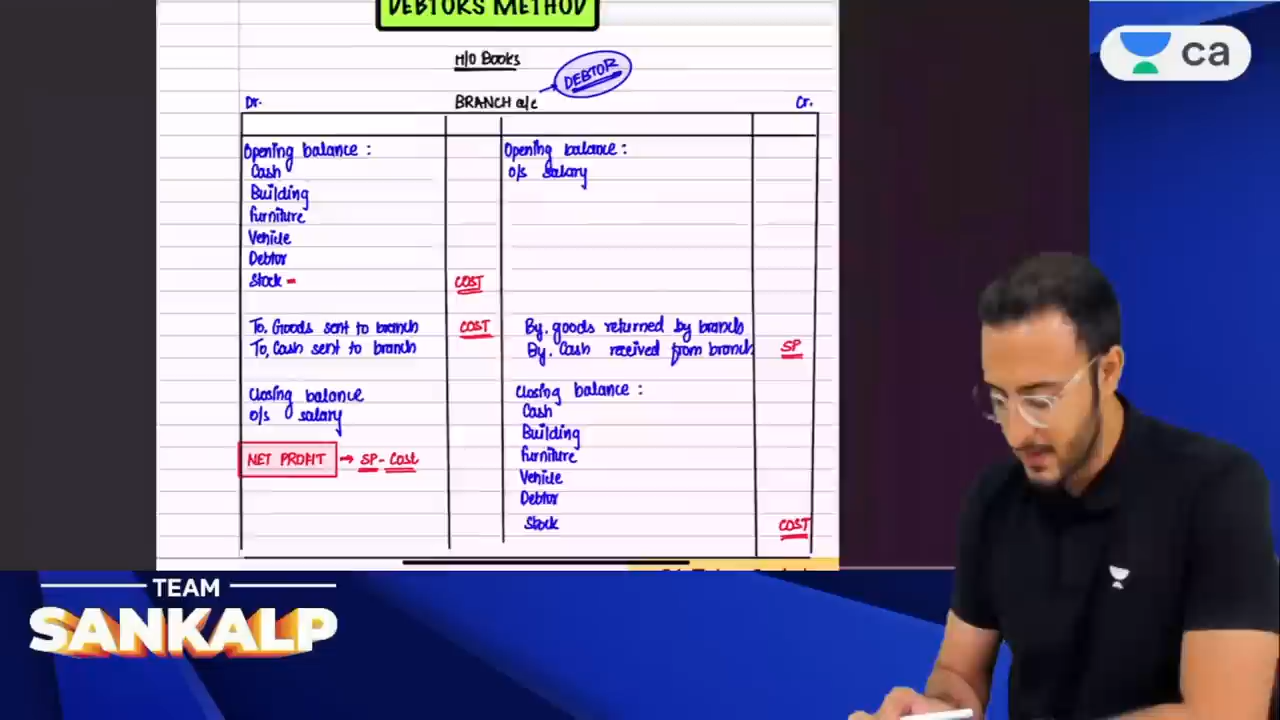 DEBTORS METHOD
H/O Books
DEBTOR
Dr.
BRANCH a/c
Cr.
Opening balance :
Cash
Building
Furniture
Vehicle
Debtor
Stock -
COST
To, Goods sent to branch
COST
To, Cash sent to branch
Closing balance
o/s salary
NET PROFIT → SP - Cost
Opening balance :
o/s salary
By, goods returned by branch
By, Cash received from branch
SP
Closing balance :
Cash
Building
Furniture
Vehicle
Debtor
Stock
COST
ca
TEAM
SANKALP